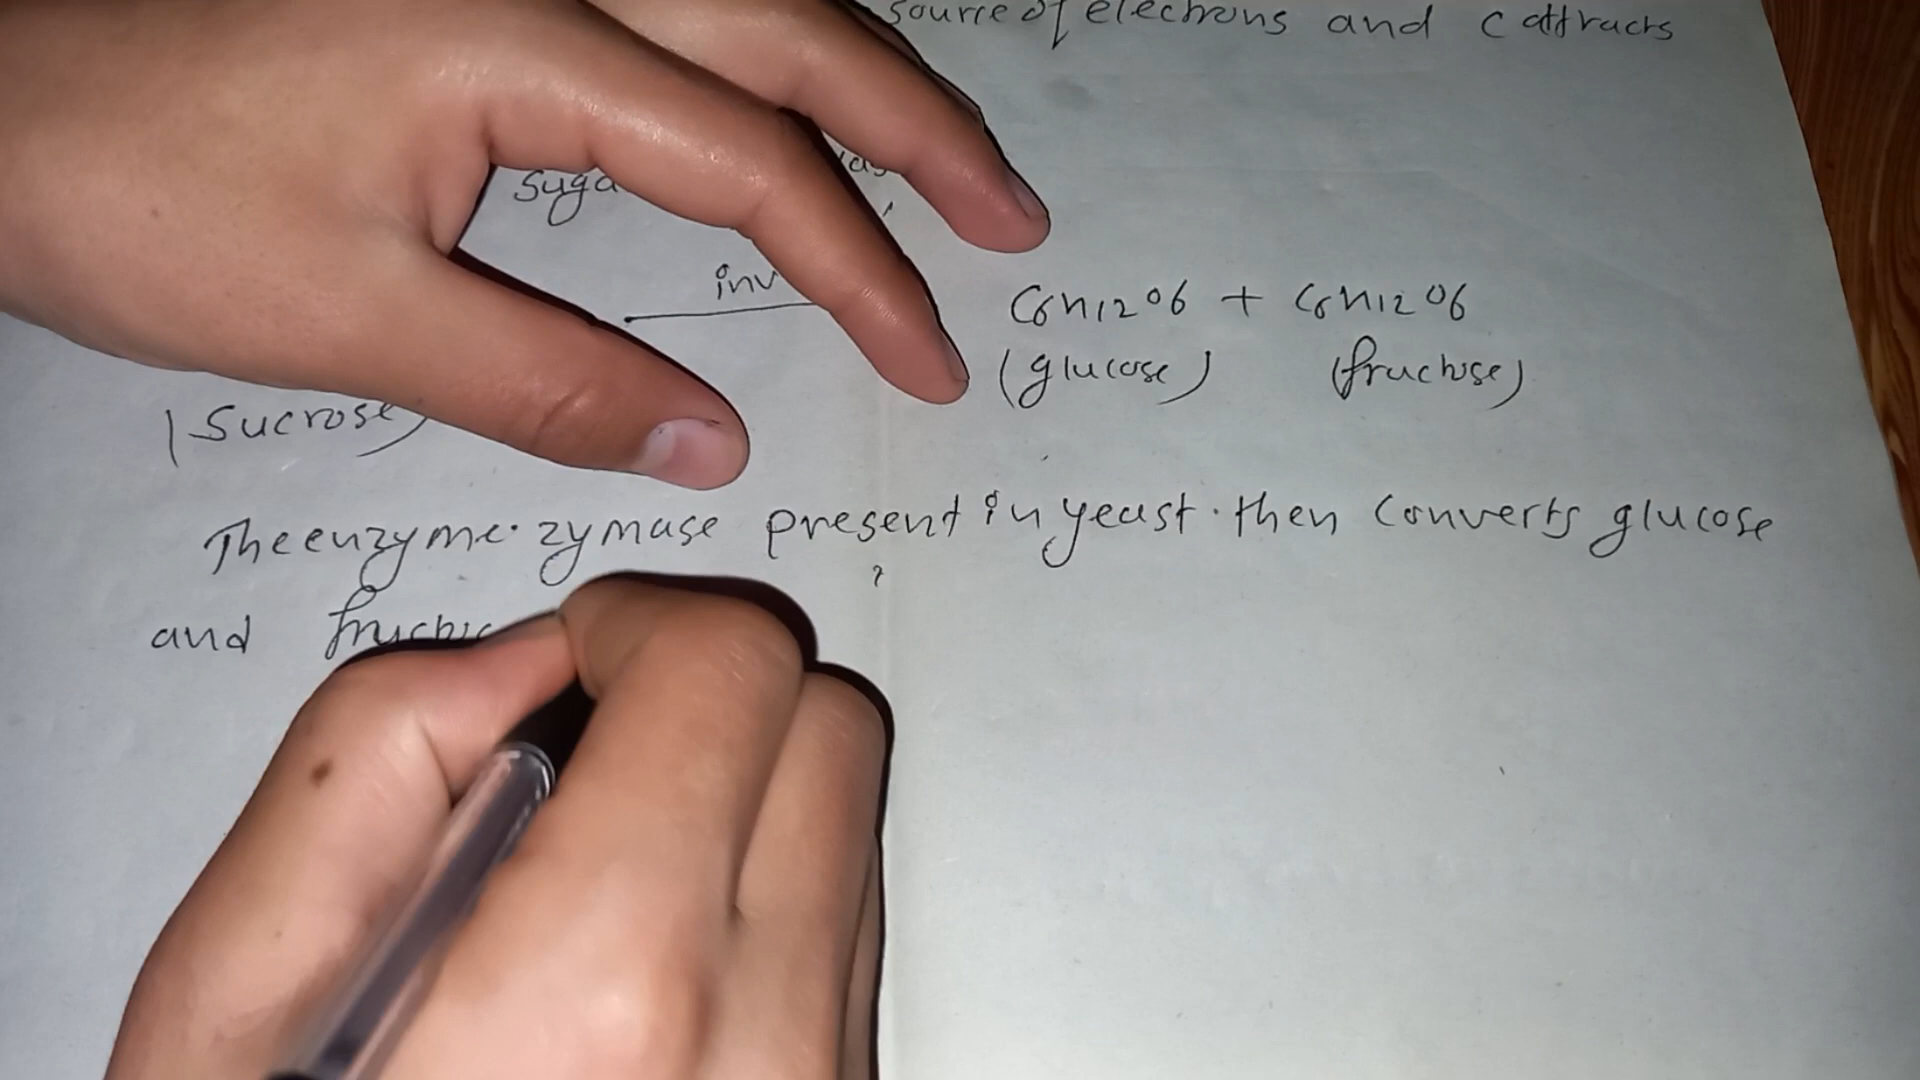 source of electrons and c attracts
inv
C6H12O6 + C6H12O6
(glucose) (fructose)
(Sucrose)
The enzyme zymase present in yeast then converts glucose
and